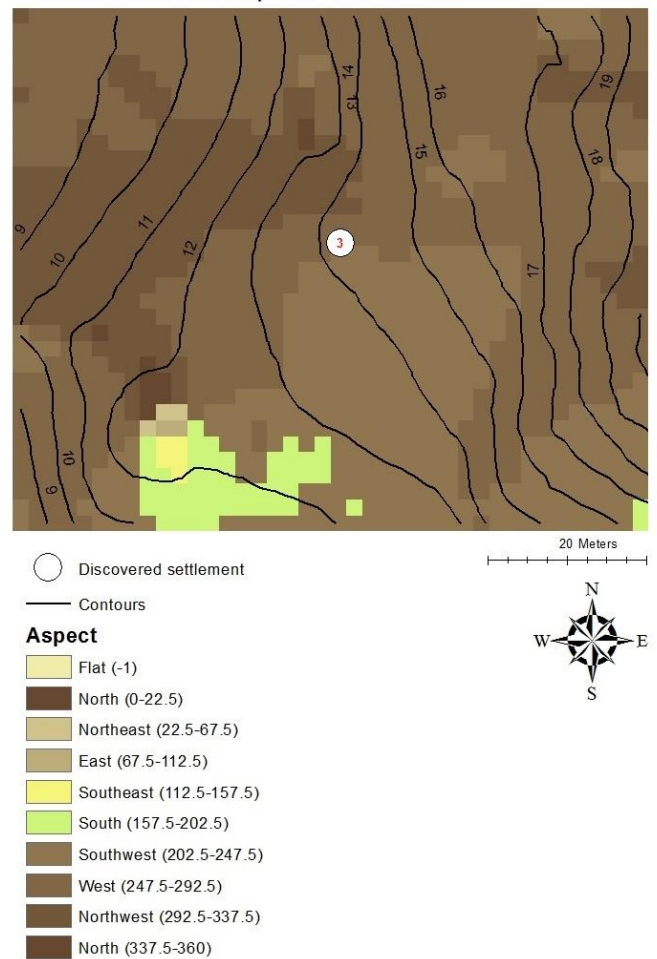 14
13
16
15
19
18
17
9
10
11
12
3
10
9
20 Meters
Discovered settlement
Contours
Aspect
Flat (-1)
North (0-22.5)
Northeast (22.5-67.5)
East (67.5-112.5)
Southeast (112.5-157.5)
South (157.5-202.5)
Southwest (202.5-247.5)
West (247.5-292.5)
Northwest (292.5-337.5)
North (337.5-360)
N
W E
S